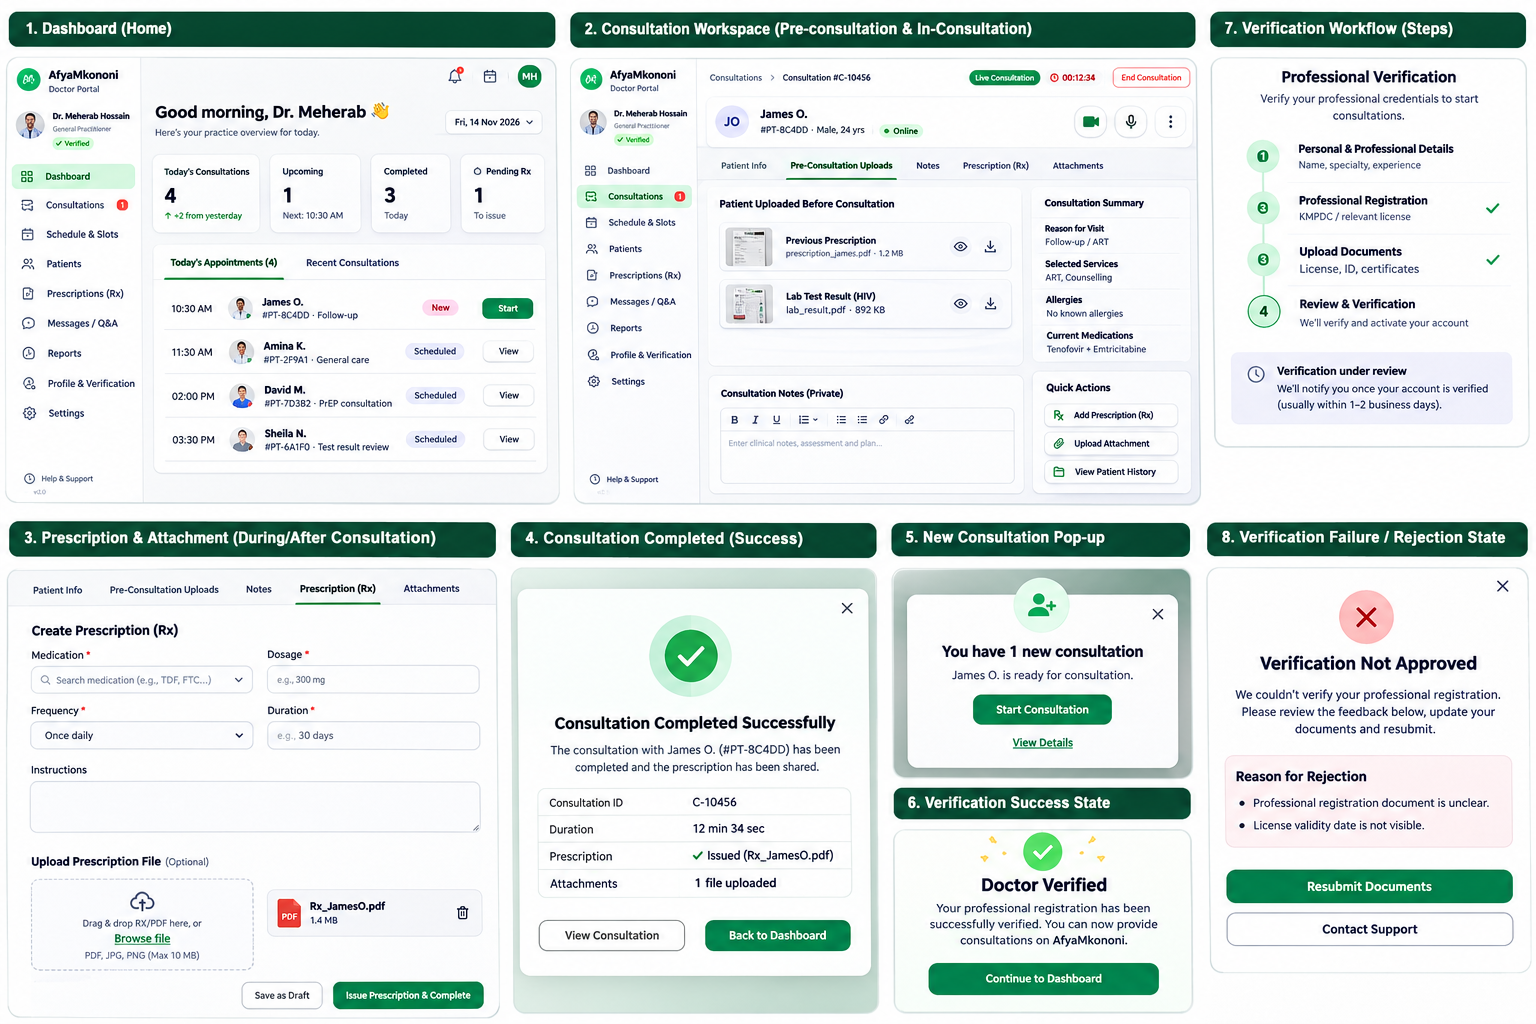 1. Dashboard (Home)
AfyaMkononi
Doctor Portal
Dr. Meherab Hossain
General Practitioner
Verified
Dashboard
Consultations 1
Schedule & Slots
Patients
Prescriptions (Rx)
Messages / Q&A
Reports
Profile & Verification
Settings
Help & Support
MH
Good morning, Dr. Meherab 👋
Here's your practice overview for today.
Fri, 14 Nov 2026
Today's Consultations
4
↑ +2 from yesterday
Upcoming
1
Next: 10:30 AM
Completed
3
Today
Pending Rx
1
To issue
Today's Appointments (4)
Recent Consultations
10:30 AM James O. New Start
#PT-8C4DD · Follow-up
11:30 AM Amina K. Scheduled View
#PT-2F9A1 · General care
02:00 PM David M. Scheduled View
#PT-7D3B2 · PrEP consultation
03:30 PM Sheila N. Scheduled View
#PT-6A1F0 · Test result review
2. Consultation Workspace (Pre-consultation & In-Consultation)
AfyaMkononi
Doctor Portal
Dr. Meherab Hossain
General Practitioner
Verified
Dashboard
Consultations 1
Schedule & Slots
Patients
Prescriptions (Rx)
Messages / Q&A
Reports
Profile & Verification
Settings
Help & Support
Consultations > Consultation #C-10456
Live Consultation
00:12:34
End Consultation
JO
James O.
#PT-8C4DD · Male, 24 yrs
Online
Patient Info Pre-Consultation Uploads Notes Prescription (Rx) Attachments
Patient Uploaded Before Consultation
Previous Prescription
prescription_james.pdf · 1.2 MB
Lab Test Result (HIV)
lab_result.pdf · 892 KB
Consultation Notes (Private)
B I U
Enter clinical notes, assessment and plan...
Consultation Summary
Reason for Visit
Follow-up / ART
Selected Services
ART, Counselling
Allergies
No known allergies
Current Medications
Tenofovir + Emtricitabine
Quick Actions
Add Prescription (Rx)
Upload Attachment
View Patient History
7. Verification Workflow (Steps)
Professional Verification
Verify your professional credentials to start
consultations.
1
Personal & Professional Details
Name, specialty, experience
Professional Registration
KMPDC / relevant license
Upload Documents
License, ID, certificates
4
Review & Verification
We'll verify and activate your account
Verification under review
We'll notify you once your account is verified
(usually within 1–2 business days).
3. Prescription & Attachment (During/After Consultation)
Patient Info Pre-Consultation Uploads Notes Prescription (Rx) Attachments
Create Prescription (Rx)
Medication *
Search medication (e.g., TDF, FTC...)
Dosage *
e.g., 300 mg
Frequency *
Once daily
Duration *
e.g., 30 days
Instructions
Upload Prescription File (Optional)
Drag & drop RX/PDF here, or
Browse file
PDF, JPG, PNG (Max 10 MB)
PDF
Rx_JamesO.pdf
1.4 MB
Save as Draft
Issue Prescription & Complete
4. Consultation Completed (Success)
Consultation Completed Successfully
The consultation with James O. (#PT-8C4DD) has been
completed and the prescription has been shared.
Consultation ID C-10456
Duration 12 min 34 sec
Prescription Issued (Rx_JamesO.pdf)
Attachments 1 file uploaded
View Consultation
Back to Dashboard
5. New Consultation Pop-up
You have 1 new consultation
James O. is ready for consultation.
Start Consultation
View Details
6. Verification Success State
Doctor Verified
Your professional registration has been
successfully verified. You can now provide
consultations on AfyaMkononi.
Continue to Dashboard
8. Verification Failure / Rejection State
Verification Not Approved
We couldn't verify your professional registration.
Please review the feedback below, update your
documents and resubmit.
Reason for Rejection
• Professional registration document is unclear.
• License validity date is not visible.
Resubmit Documents
Contact Support